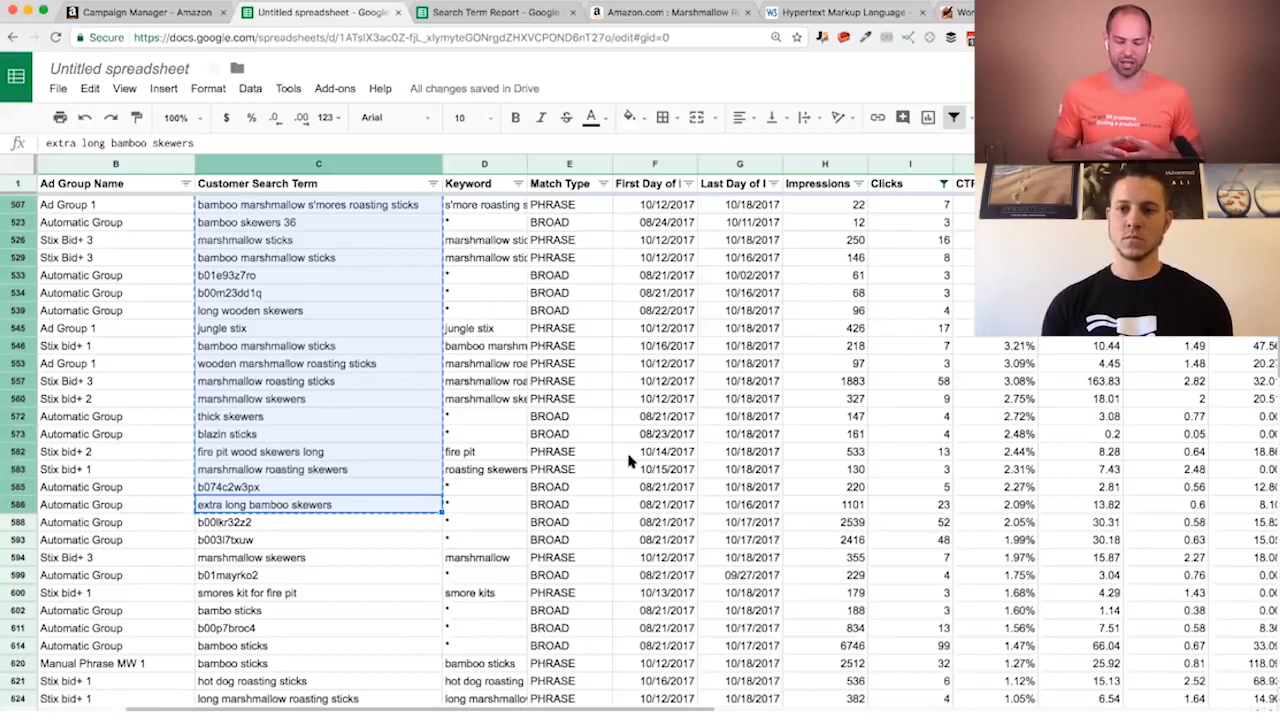 Campaign Manager - Amazon
Untitled spreadsheet - Google
Search Term Report - Google
Amazon.com : Marshmallow R
Hypertext Markup Language -
Secure
https://docs.google.com/spreadsheets/d/1ATslX3ac0Z-fjL_xIymyteGONrgdZHXVCPOND6nT27o/edit#gid=0
Untitled spreadsheet
File Edit View Insert Format Data Tools Add-ons Help All changes saved in Drive
100% $ % .0 .00 123 Arial 10 B I S A
fx extra long bamboo skewers
B C D E F G H I
1 Ad Group Name Customer Search Term Keyword Match Type First Day of Last Day of Impressions Clicks CTR
507 Ad Group 1 bamboo marshmallow s'mores roasting sticks s'more roasting s PHRASE 10/12/2017 10/18/2017 22 7
523 Automatic Group bamboo skewers 36 * BROAD 08/24/2017 10/11/2017 12 3
526 Stix Bid+ 3 marshmallow sticks marshmallow stic PHRASE 10/12/2017 10/18/2017 250 16
529 Stix Bid+ 3 bamboo marshmallow sticks marshmallow stic PHRASE 10/12/2017 10/16/2017 146 8
533 Automatic Group b01e93z7ro * BROAD 08/21/2017 10/02/2017 61 3
534 Automatic Group b00m23dd1q * BROAD 08/21/2017 10/16/2017 68 3
539 Automatic Group long wooden skewers * BROAD 08/22/2017 10/18/2017 96 4
545 Ad Group 1 jungle stix jungle stix PHRASE 10/12/2017 10/18/2017 426 17
546 Stix bid+ 1 bamboo marshmallow sticks bamboo marshm PHRASE 10/16/2017 10/18/2017 218 7 3.21% 10.44 1.49 47.56
553 Ad Group 1 wooden marshmallow roasting sticks marshmallow roa PHRASE 10/12/2017 10/18/2017 97 3 3.09% 4.45 1.48 20.2
557 Stix Bid+ 3 marshmallow roasting sticks marshmallow roa PHRASE 10/12/2017 10/18/2017 1883 58 3.08% 163.83 2.82 32.0
560 Stix bid+ 2 marshmallow skewers marshmallow ske PHRASE 10/12/2017 10/18/2017 327 9 2.75% 18.01 2 20.5
572 Automatic Group thick skewers * BROAD 08/21/2017 10/18/2017 147 4 2.72% 3.08 0.77 0.00
573 Automatic Group blazin sticks * BROAD 08/23/2017 10/18/2017 161 4 2.48% 0.2 0.05 0.00
582 Stix bid+ 2 fire pit wood skewers long fire pit PHRASE 10/14/2017 10/18/2017 533 13 2.44% 8.28 0.64 18.8
583 Stix bid+ 1 marshmallow roasting skewers roasting skewers PHRASE 10/15/2017 10/18/2017 130 3 2.31% 7.43 2.48 0.00
585 Automatic Group b074c2w3px * BROAD 08/21/2017 10/18/2017 220 5 2.27% 2.81 0.56 12.8
586 Automatic Group extra long bamboo skewers * BROAD 08/21/2017 10/16/2017 1101 23 2.09% 13.82 0.6 8.10
588 Automatic Group b00lkr32z2 * BROAD 08/21/2017 10/17/2017 2539 52 2.05% 30.31 0.58 15.8
593 Automatic Group b003l7txuw * BROAD 08/21/2017 10/17/2017 2416 48 1.99% 30.18 0.63 15.0
594 Stix Bid+ 3 marshmallow skewers marshmallow PHRASE 10/12/2017 10/18/2017 355 7 1.97% 15.87 2.27 18.0
599 Automatic Group b01mayrko2 * BROAD 08/21/2017 09/27/2017 229 4 1.75% 3.04 0.76 0.00
600 Stix bid+ 1 smores kit for fire pit smore kits PHRASE 10/13/2017 10/18/2017 179 3 1.68% 4.29 1.43 0.00
602 Automatic Group bambo sticks * BROAD 08/21/2017 10/18/2017 188 3 1.60% 1.14 0.38 0.00
611 Automatic Group b00p7broc4 * BROAD 08/21/2017 10/17/2017 834 13 1.56% 7.51 0.58 8.3
614 Automatic Group bamboo sticks * BROAD 08/21/2017 10/18/2017 6746 99 1.47% 66.04 0.67 33.0
620 Manual Phrase MW 1 bamboo sticks bamboo sticks PHRASE 10/12/2017 10/18/2017 2512 32 1.27% 25.92 0.81 118.0
621 Stix bid+ 1 hot dog roasting sticks hot dog roasting PHRASE 10/16/2017 10/18/2017 536 6 1.12% 15.13 2.52 68.9
624 Stix bid+ 1 long marshmallow roasting sticks long marshmallo PHRASE 10/12/2017 10/18/2017 382 4 1.05% 6.54 1.64 14.9
Muhammad
ALI